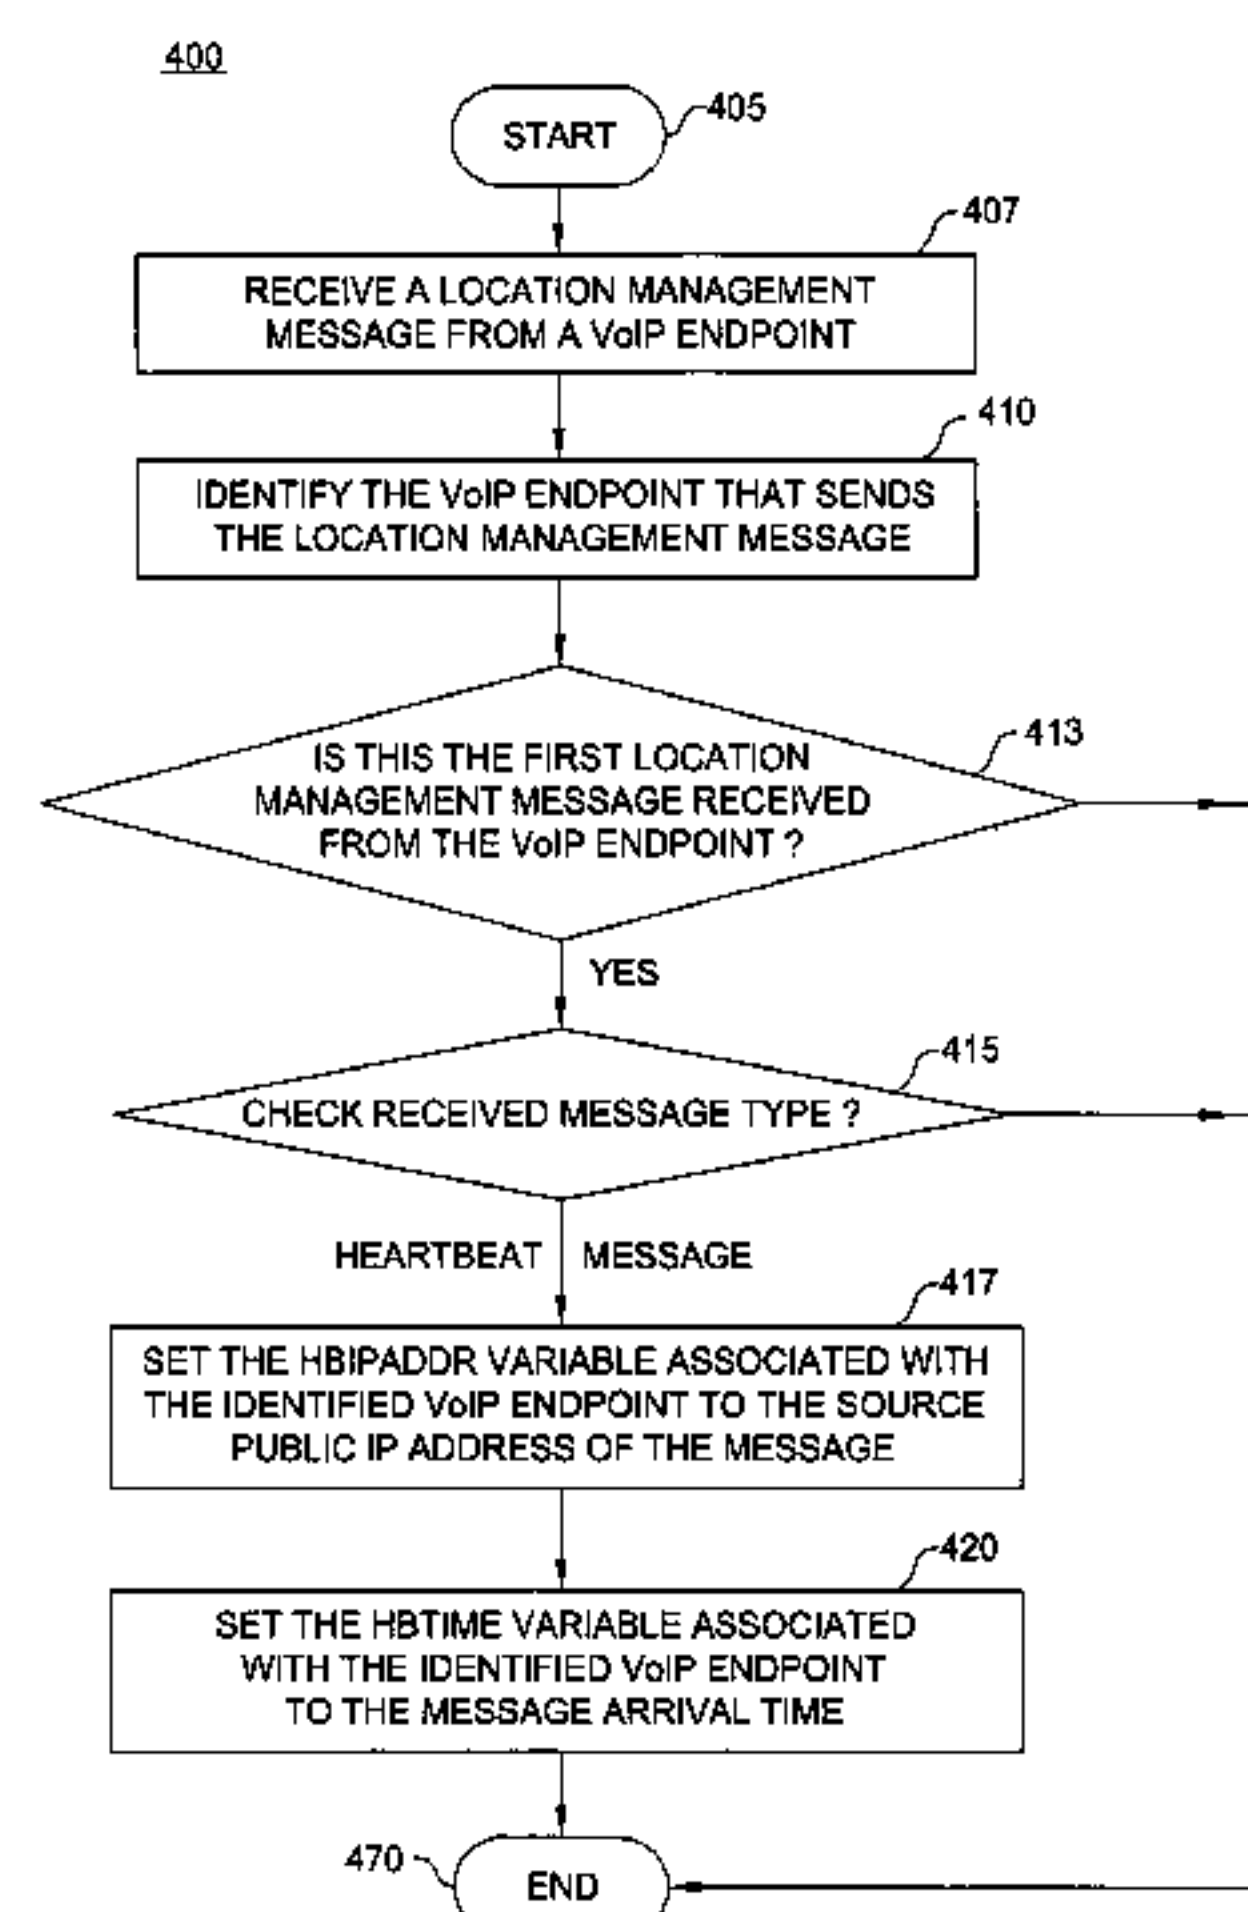 400
START
405
407
RECEIVE A LOCATION MANAGEMENT
MESSAGE FROM A VoIP ENDPOINT
410
IDENTIFY THE VoIP ENDPOINT THAT SENDS
THE LOCATION MANAGEMENT MESSAGE
413
IS THIS THE FIRST LOCATION
MANAGEMENT MESSAGE RECEIVED
FROM THE VoIP ENDPOINT ?
YES
415
CHECK RECEIVED MESSAGE TYPE ?
HEARTBEAT MESSAGE
417
SET THE HBIPADDR VARIABLE ASSOCIATED WITH
THE IDENTIFIED VoIP ENDPOINT TO THE SOURCE
PUBLIC IP ADDRESS OF THE MESSAGE
420
SET THE HBTIME VARIABLE ASSOCIATED
WITH THE IDENTIFIED VoIP ENDPOINT
TO THE MESSAGE ARRIVAL TIME
470
END